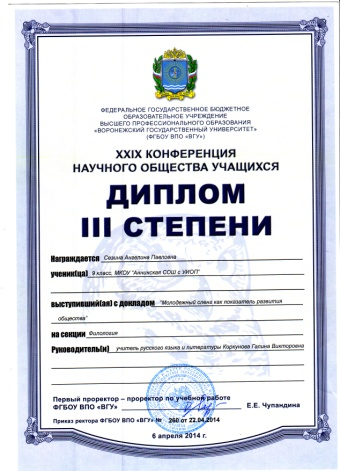 ФЕДЕРАЛЬНОЕ ГОСУДАРСТВЕННОЕ БЮДЖЕТНОЕ
ОБРАЗОВАТЕЛЬНОЕ УЧРЕЖДЕНИЕ
ВЫСШЕГО ПРОФЕССИОНАЛЬНОГО ОБРАЗОВАНИЯ
«ВОРОНЕЖСКИЙ ГОСУДАРСТВЕННЫЙ УНИВЕРСИТЕТ»
(ФГБОУ ВПО «ВГУ»)
XXIX КОНФЕРЕНЦИЯ
НАУЧНОГО ОБЩЕСТВА УЧАЩИХСЯ
ДИПЛОМ
III СТЕПЕНИ
Награждается Сезина Ангелина Павловна
ученик(ца) 9 класс, МКОУ "Аннинская СОШ с УИОП"
выступивший(ая) с докладом "Молодежный сленг как показатель развития
общества"
на секции Филология
Руководитель(и) учитель русского языка и литературы Коркунова Галина Викторовна
Первый проректор – проректор по учебной работе
ФГБОУ ВПО «ВГУ» Е.Е. Чупандина
Приказ ректора ФГБОУ ВПО «ВГУ» № 260 от 22.04.2014
6 апреля 2014 г.